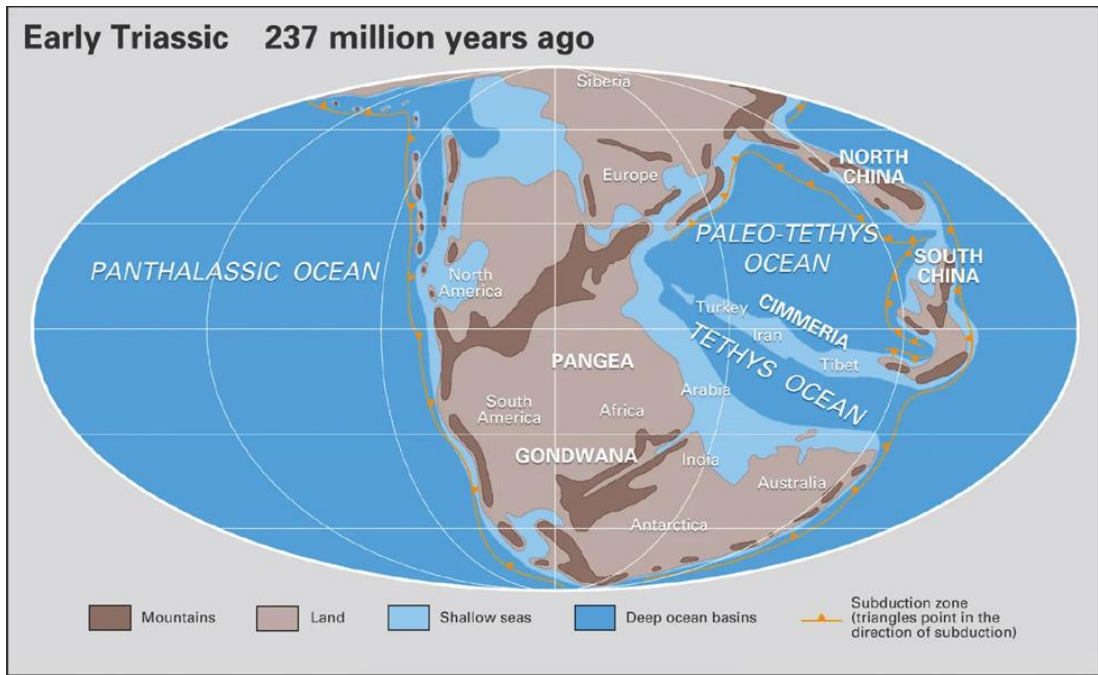 Early Triassic 237 million years ago
Siberia
NORTH
CHINA
Europe
PALEO-TETHYS
OCEAN
SOUTH
CHINA
PANTHALASSIC OCEAN
North
America
Turkey
CIMMERIA
Iran
Tibet
TETHYS OCEAN
PANGEA
Arabia
South
America
Africa
GONDWANA
India
Australia
Antarctica
Mountains
Land
Shallow seas
Deep ocean basins
Subduction zone
(triangles point in the
direction of subduction)